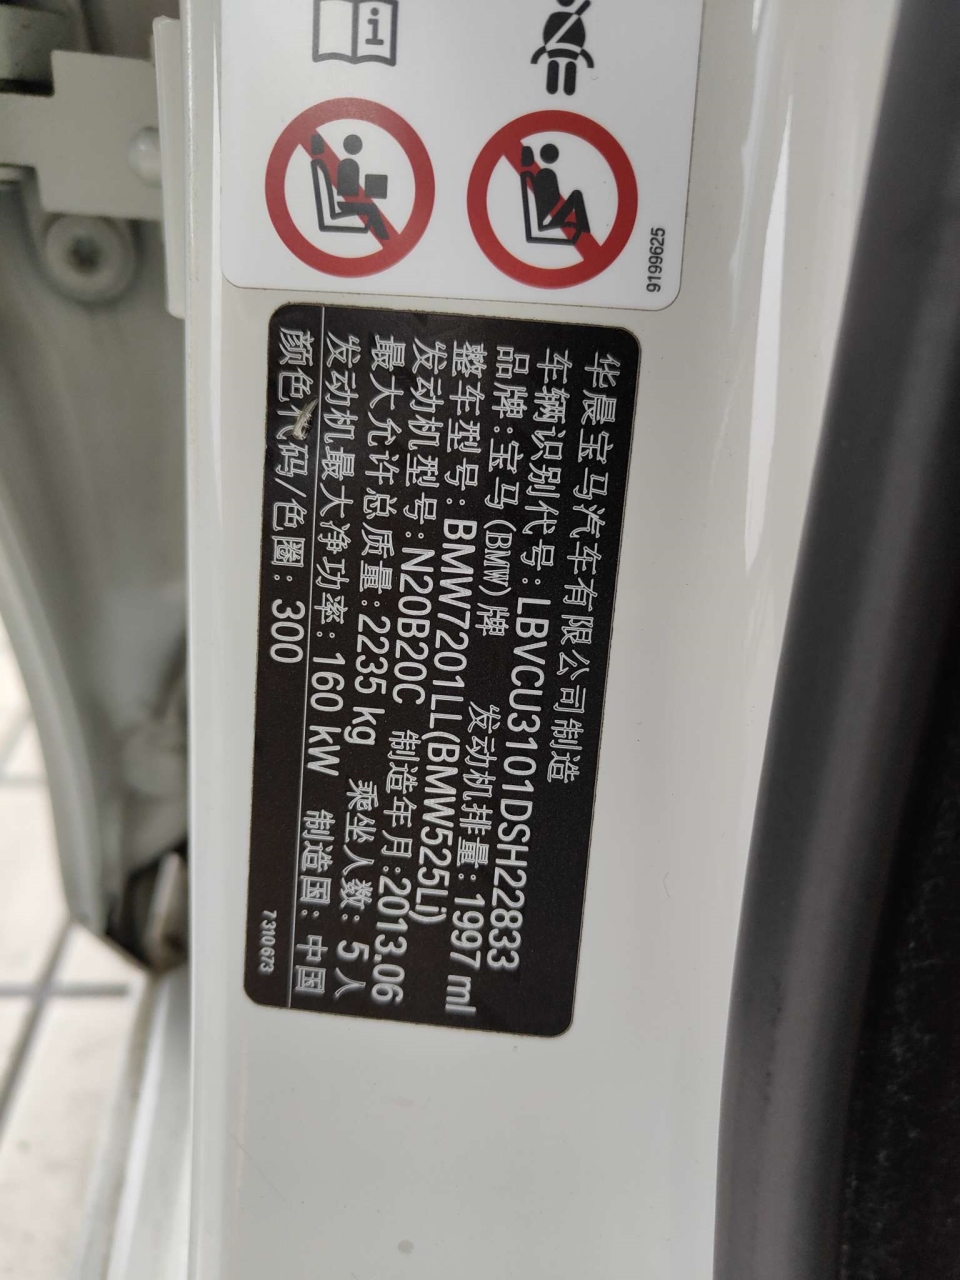 9199625
华晨宝马汽车有限公司制造
车辆识别代号:LBVCU3101DSH22833
品牌:宝马(BMW)牌 发动机排量:1997 ml
整车型号:BMW7201LL(BMW525Li)
发动机型号:N20B20C 制造年月:2013.06
最大允许总质量:2235 kg 乘坐人数: 5人
发动机最大净功率:160 kW 制造国:中国
颜色代码/色圈: 300
7310673